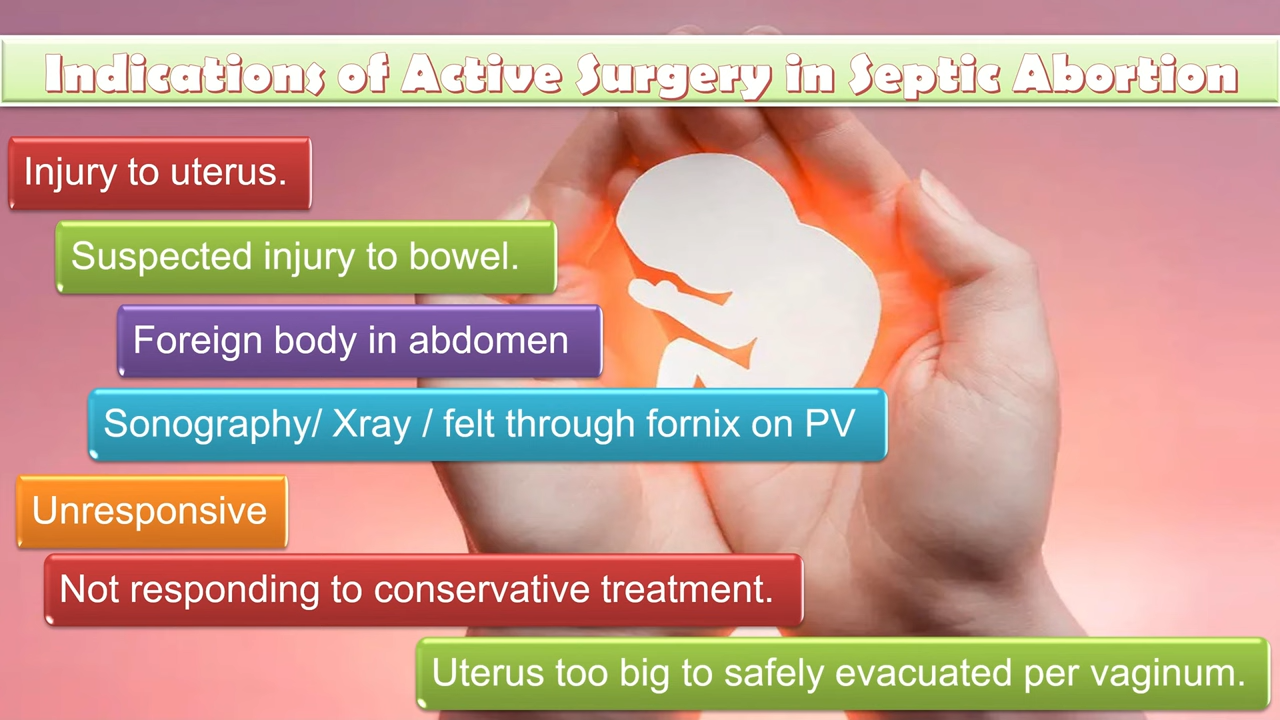 Indications of Active Surgery in Septic Abortion
Injury to uterus.
Suspected injury to bowel.
Foreign body in abdomen
Sonography/ Xray / felt through fornix on PV
Unresponsive
Not responding to conservative treatment.
Uterus too big to safely evacuated per vaginum.